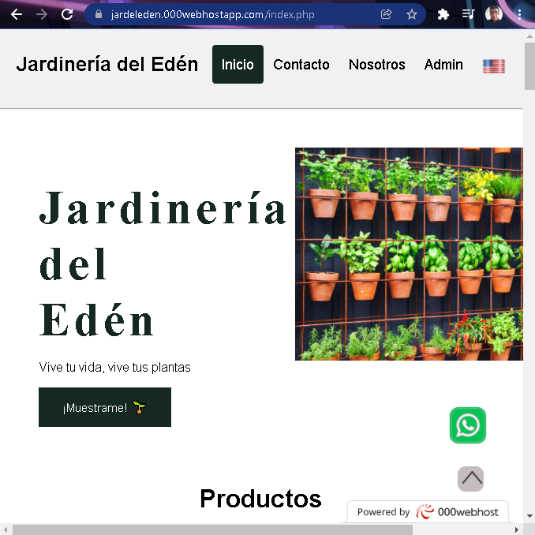 jardeleden.000webhostapp.com/index.php
Jardinería del Edén Inicio Contacto Nosotros Admin
Jardinería
del
Edén
Vive tu vida, vive tus plantas
¡Muestrame!
Productos
Powered by 000webhost